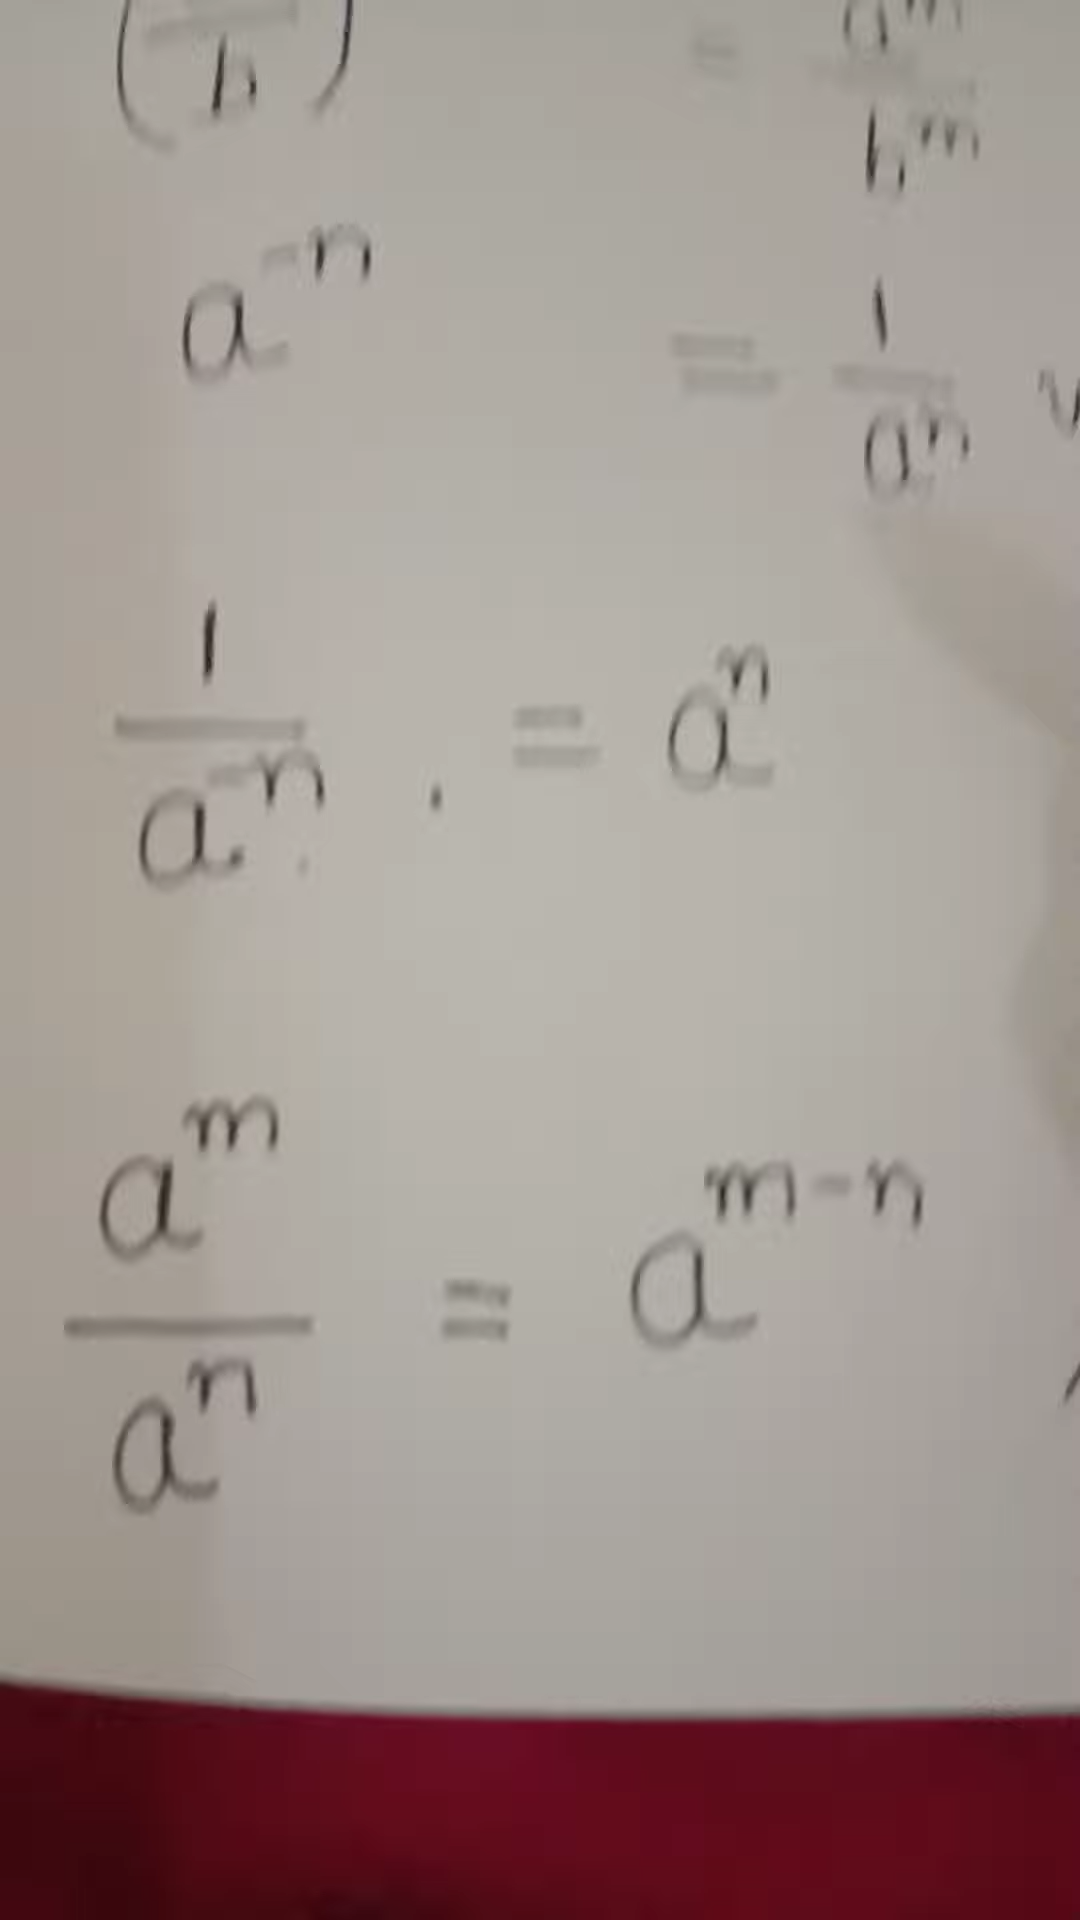 (—/b) = a^m/b^m
a^-n = 1/a^n
1/a^-n . = a^n
a^m/a^n = a^m-n